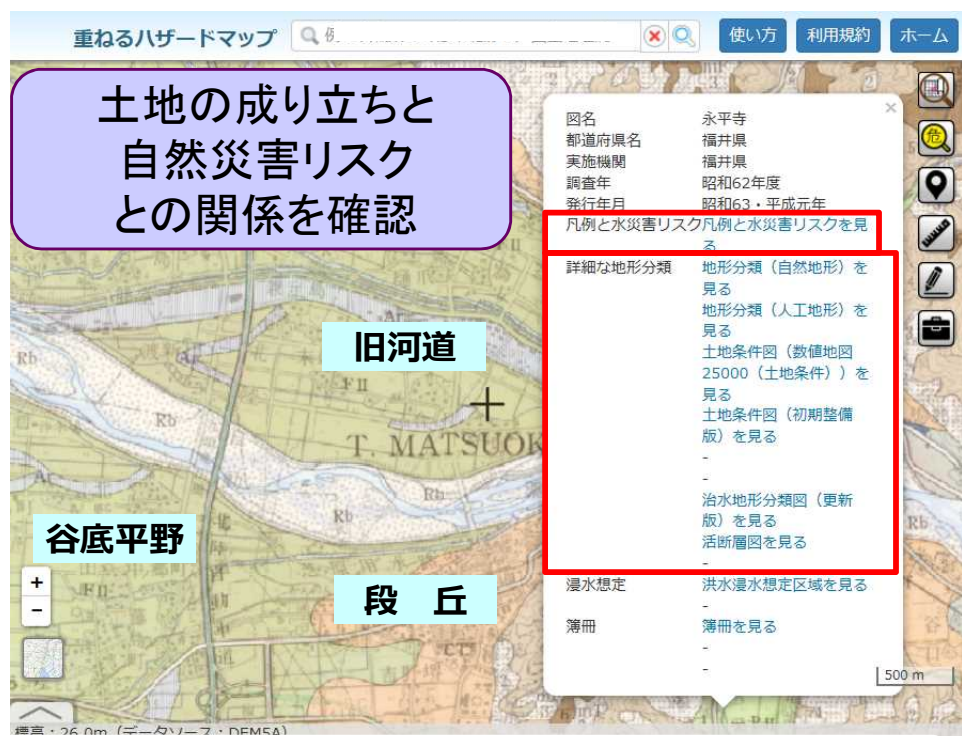 重ねるハザードマップ
使い方
利用規約
ホーム
土地の成り立ちと
自然災害リスク
との関係を確認
図名 永平寺
都道府県名 福井県
実施機関 福井県
調査年 昭和62年度
発行年月 昭和63・平成元年
凡例と水災害リスク凡例と水災害リスクを見
る
詳細な地形分類 地形分類（自然地形）を
見る
地形分類（人工地形）を
見る
土地条件図（数値地図
25000（土地条件））を
見る
土地条件図（初期整備
版）を見る
-
-
治水地形分類図（更新
版）を見る
活断層図を見る
-
浸水想定 洪水浸水想定区域を見る
-
簿冊 簿冊を見る
-
-
旧河道
Ar
Rb
FII
Rb
T. MATSUOK
Ar
Rb
Rb
Rb
谷底平野
段 丘
+
-
FII
CT
500 m
標高：26.0m（データソース：DEM5A）